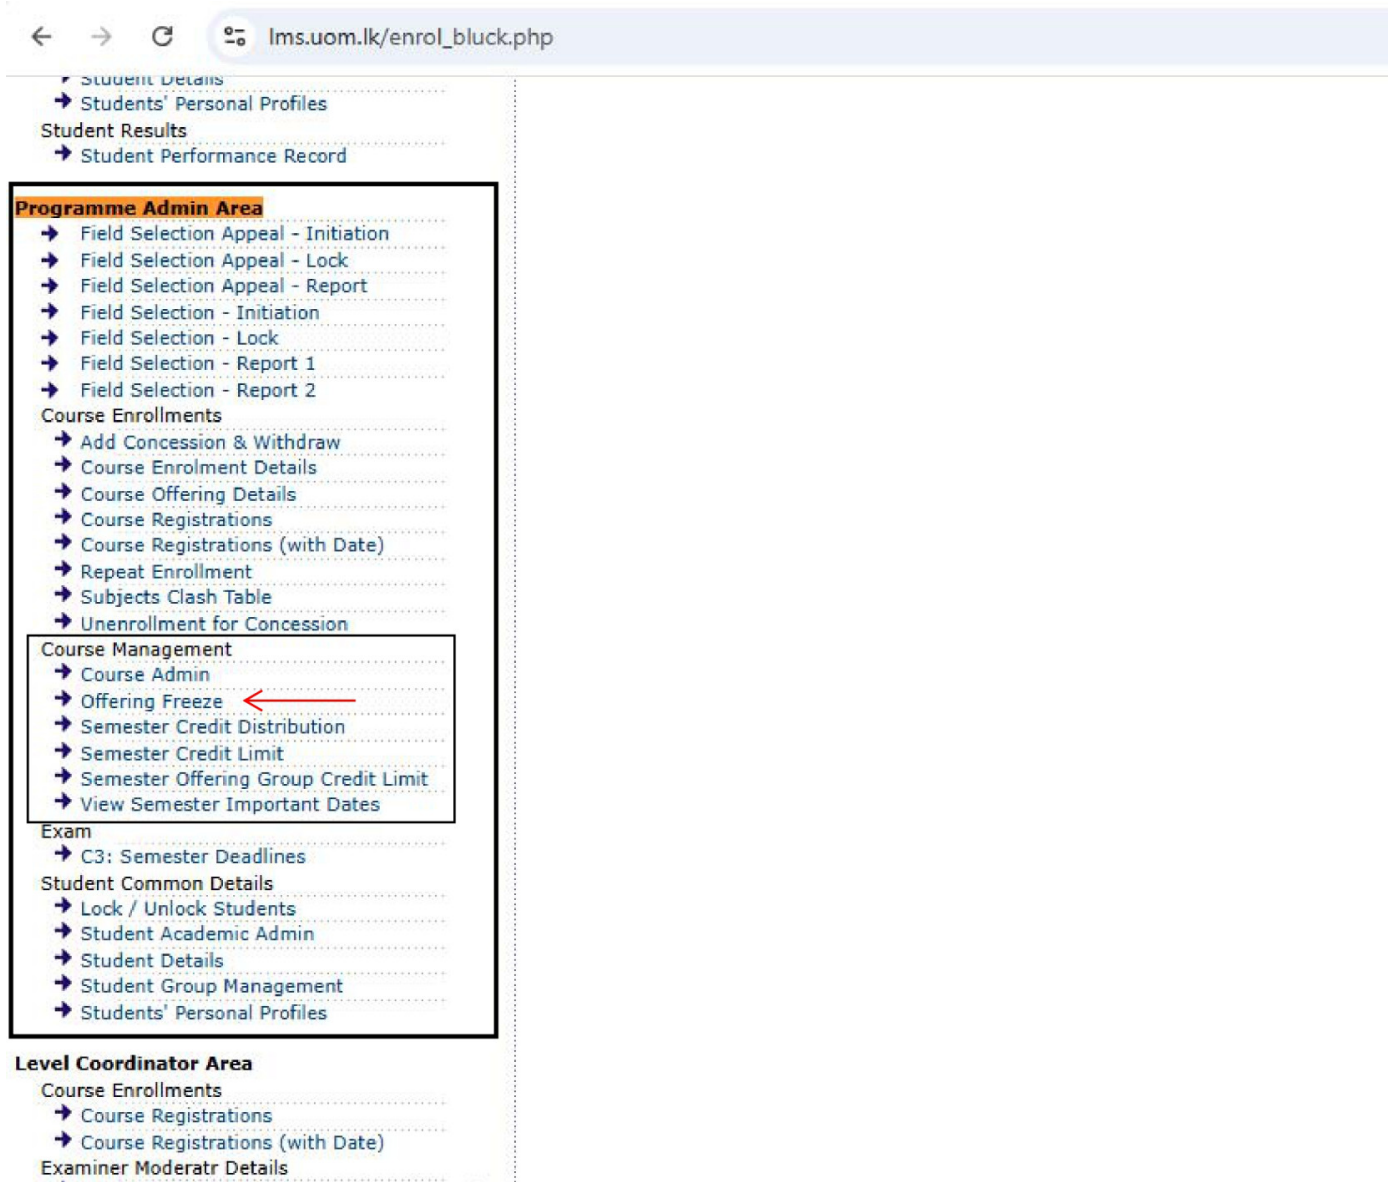 lms.uom.lk/enrol_bluck.php
Student Details
Students' Personal Profiles
Student Results
Student Performance Record
Programme Admin Area
Field Selection Appeal - Initiation
Field Selection Appeal - Lock
Field Selection Appeal - Report
Field Selection - Initiation
Field Selection - Lock
Field Selection - Report 1
Field Selection - Report 2
Course Enrollments
Add Concession & Withdraw
Course Enrolment Details
Course Offering Details
Course Registrations
Course Registrations (with Date)
Repeat Enrollment
Subjects Clash Table
Unenrollment for Concession
Course Management
Course Admin
Offering Freeze
Semester Credit Distribution
Semester Credit Limit
Semester Offering Group Credit Limit
View Semester Important Dates
Exam
C3: Semester Deadlines
Student Common Details
Lock / Unlock Students
Student Academic Admin
Student Details
Student Group Management
Students' Personal Profiles
Level Coordinator Area
Course Enrollments
Course Registrations
Course Registrations (with Date)
Examiner Moderatr Details